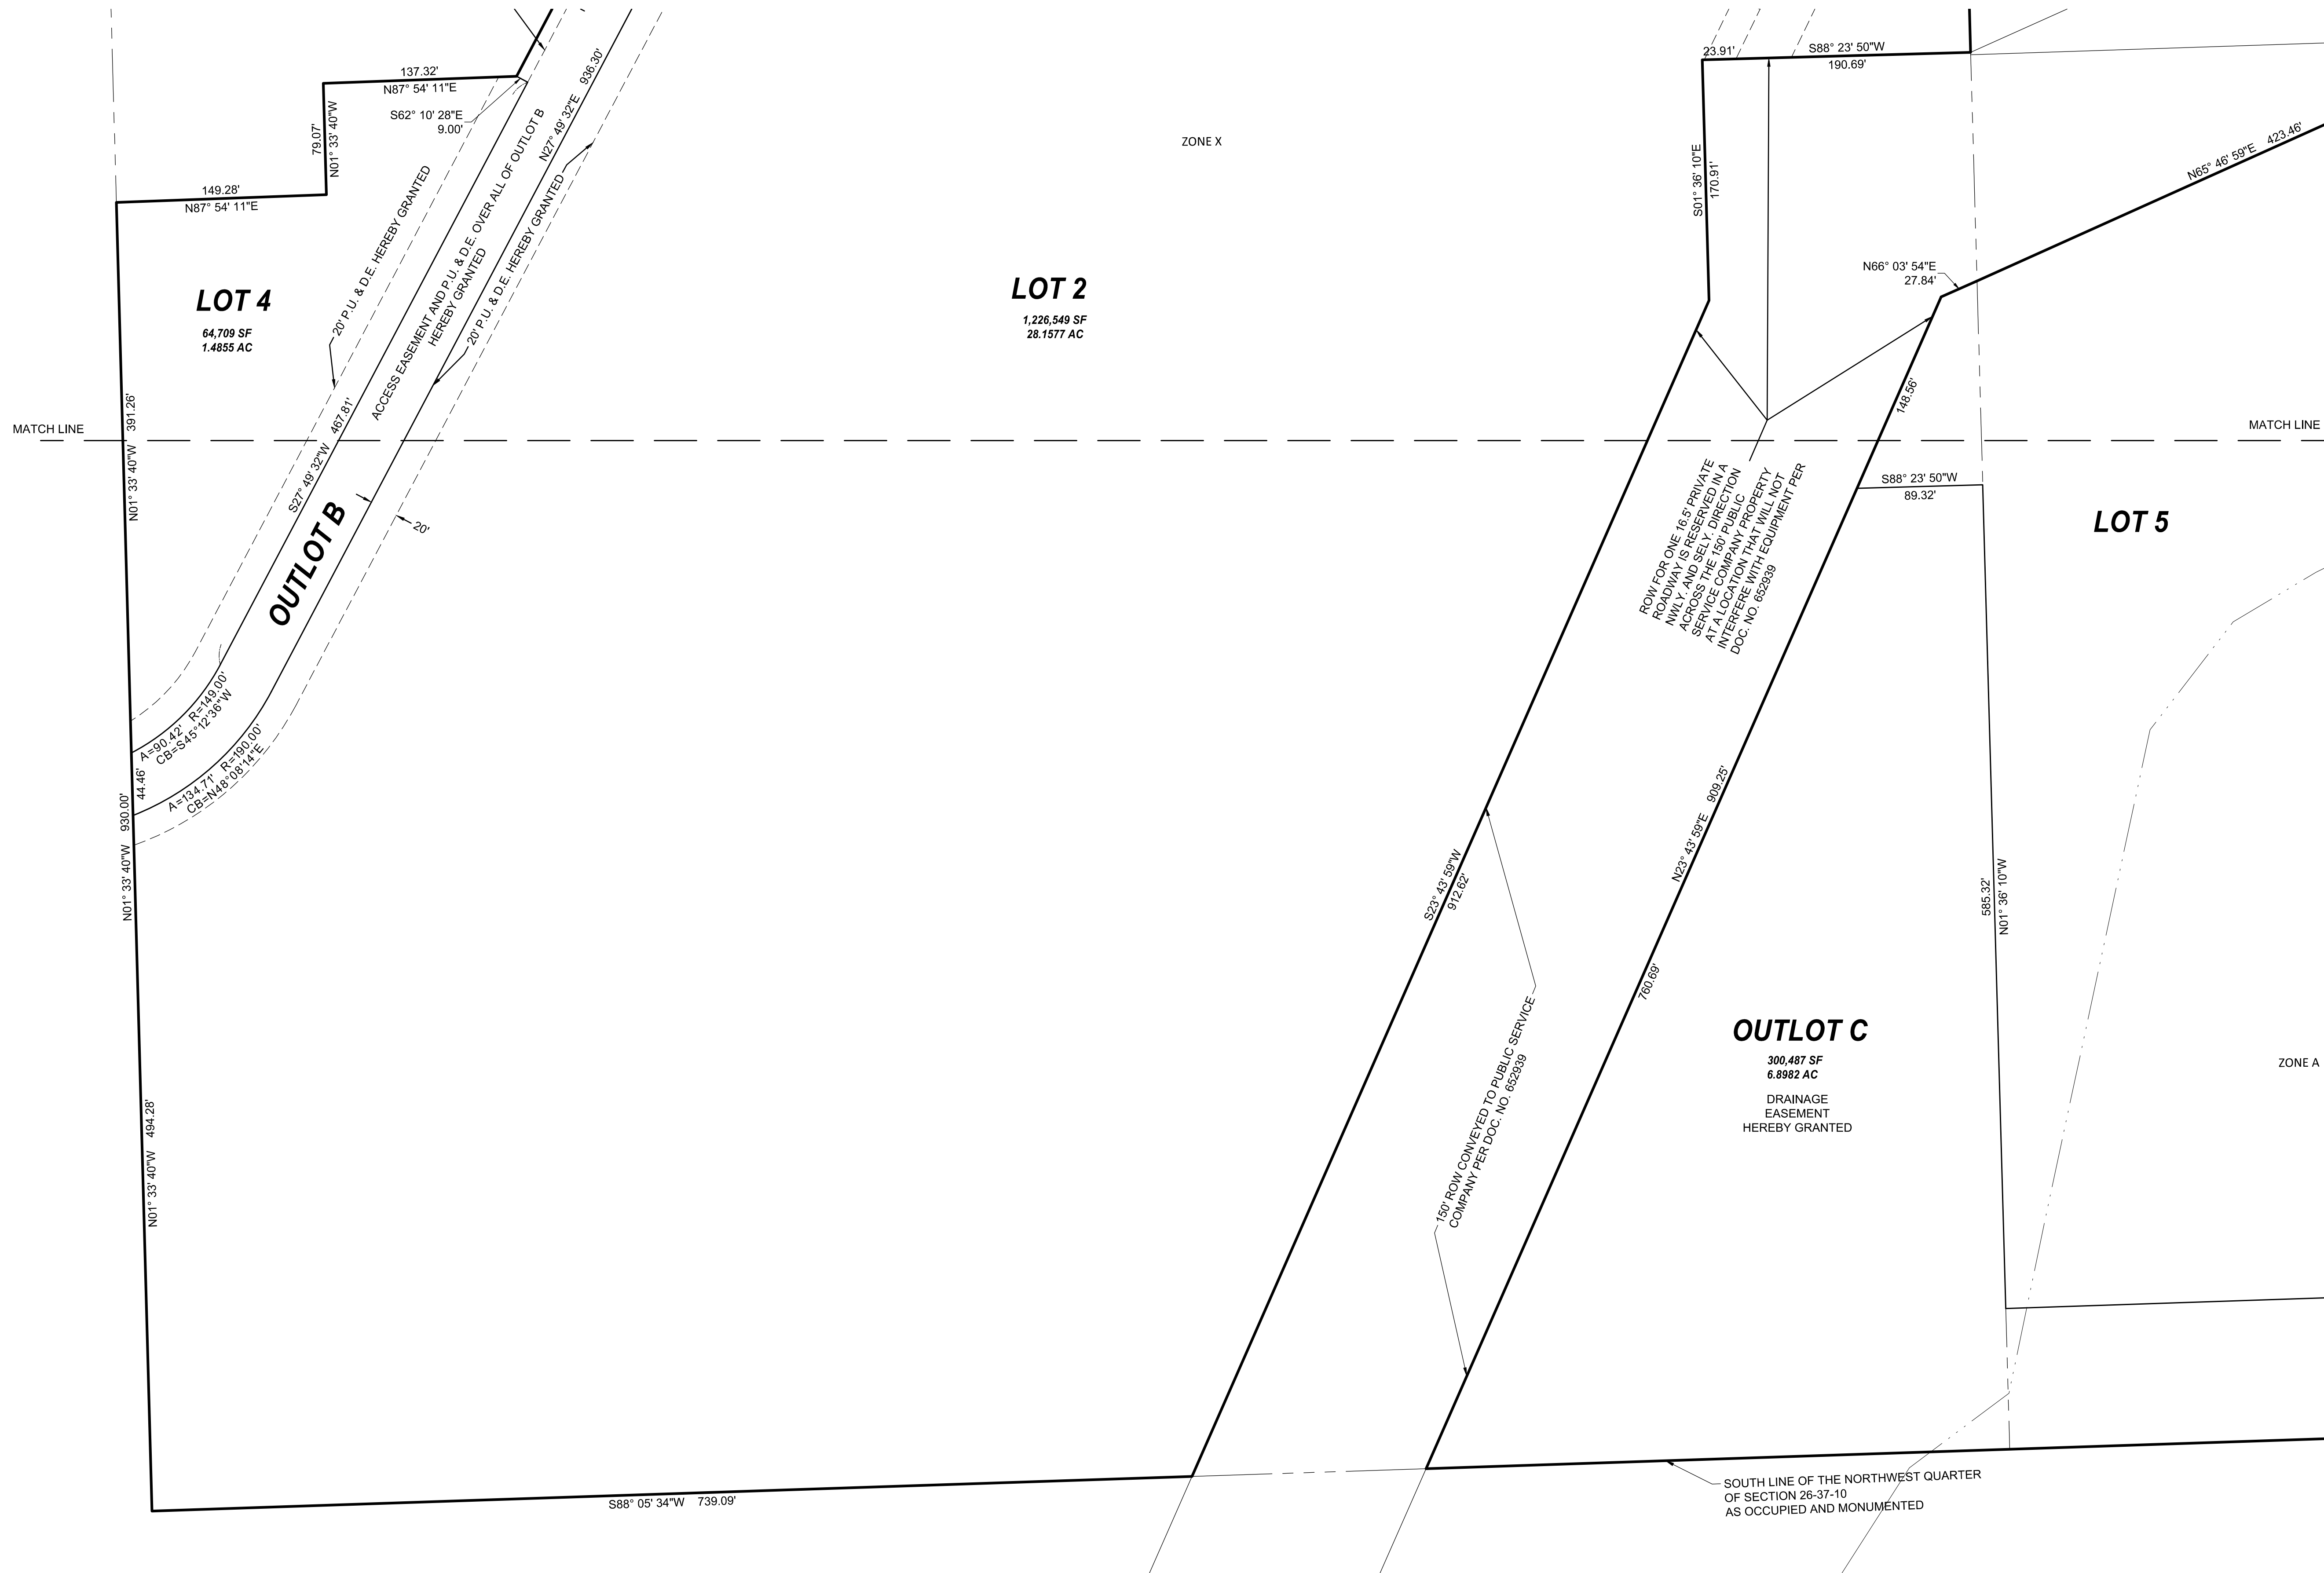 137.32'
N87° 54' 11"E
S62° 10' 28"E
9.00'
79.07'
N01° 33' 40"W
149.28'
N87° 54' 11"E
N27° 49' 32"E 936.30'
20' P.U. & D.E. HEREBY GRANTED
ACCESS EASEMENT AND P.U. & D.E. OVER ALL OF OUTLOT B
HEREBY GRANTED
20' P.U. & D.E. HEREBY GRANTED
LOT 4
64,709 SF
1.4855 AC
ZONE X
LOT 2
1,226,549 SF
28.1577 AC
23.91'
S88° 23' 50"W
190.69'
S01° 36' 10"E
170.91'
N65° 46' 59"E 423.46'
N66° 03' 54"E
27.84'
148.56'
MATCH LINE
MATCH LINE
N01° 33' 40"W 391.26'
S27° 49' 32"W 467.81'
OUTLOT B
20'
S88° 23' 50"W
89.32'
LOT 5
ROW FOR ONE 16.5' PRIVATE
ROADWAY IS RESERVED IN A
NWLY. AND SELY. DIRECTION
ACROSS THE 150' PUBLIC
SERVICE COMPANY PROPERTY
AT A LOCATION THAT WILL NOT
INTERFERE WITH EQUIPMENT PER
DOC. NO. 652939
A=90.42' R=149.00'
CB=S45°12'36"W
44.46'
A=134.71' R=190.00'
CB=N48°08'14"E
N01° 33' 40"W 930.00'
S23° 43' 59"W
912.62'
N23° 43' 59"E 909.25'
760.69'
585.32'
N01° 36' 10"W
150' ROW CONVEYED TO PUBLIC SERVICE
COMPANY PER DOC. NO. 652939
OUTLOT C
300,487 SF
6.8982 AC
DRAINAGE
EASEMENT
HEREBY GRANTED
ZONE A
N01° 33' 40"W 494.28'
S88° 05' 34"W 739.09'
SOUTH LINE OF THE NORTHWEST QUARTER
OF SECTION 26-37-10
AS OCCUPIED AND MONUMENTED